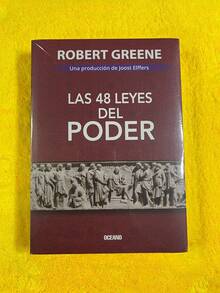 ROBERT GREENE
Una producción de Joost Elffers
LAS 48 LEYES
DEL
PODER
OCEANO